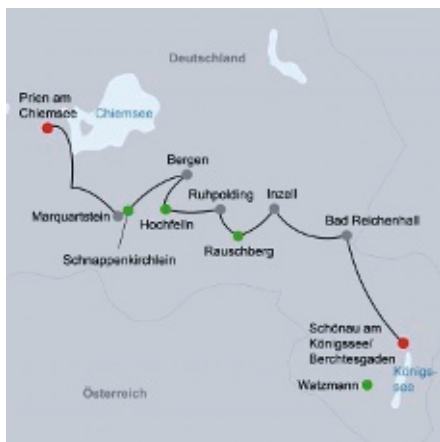 Deutschland
Prien am
Chiemsee
Chiemsee
Bergen
Ruhpolding
Inzell
Marquartstein
Hochfelln
Bad Reichenhall
Rauschberg
Schnappenkirchlein
Schönau am
Königssee/
Berchtesgaden
Königs-
see
Watzmann
Österreich